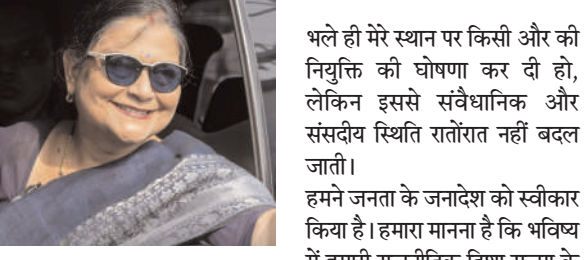 भले ही मेरे स्थान पर किसी और की
नियुक्ति की घोषणा कर दी हो,
लेकिन इससे संवैधानिक और
संसदीय स्थिति रातोंरात नहीं बदल
जाती।
हमने जनता के जनादेश को स्वीकार
किया है। हमारा मानना है कि भविष्य